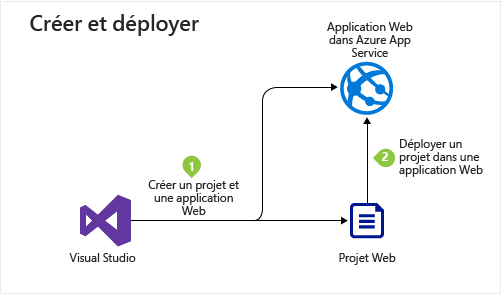 Créer et déployer
Application Web
dans Azure App
Service
1
Créer un projet et
une application
Web
2
Déployer un
projet dans une
application Web
Visual Studio
Projet Web